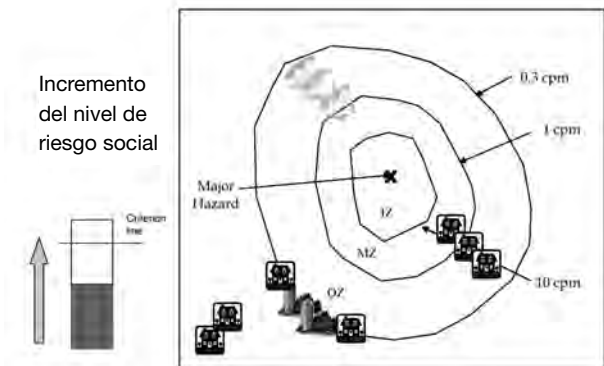 Incremento
del nivel de
riesgo social
Criterion
line
0.3 cpm
1 cpm
Major
Hazard
IZ
MZ
10 cpm
OZ